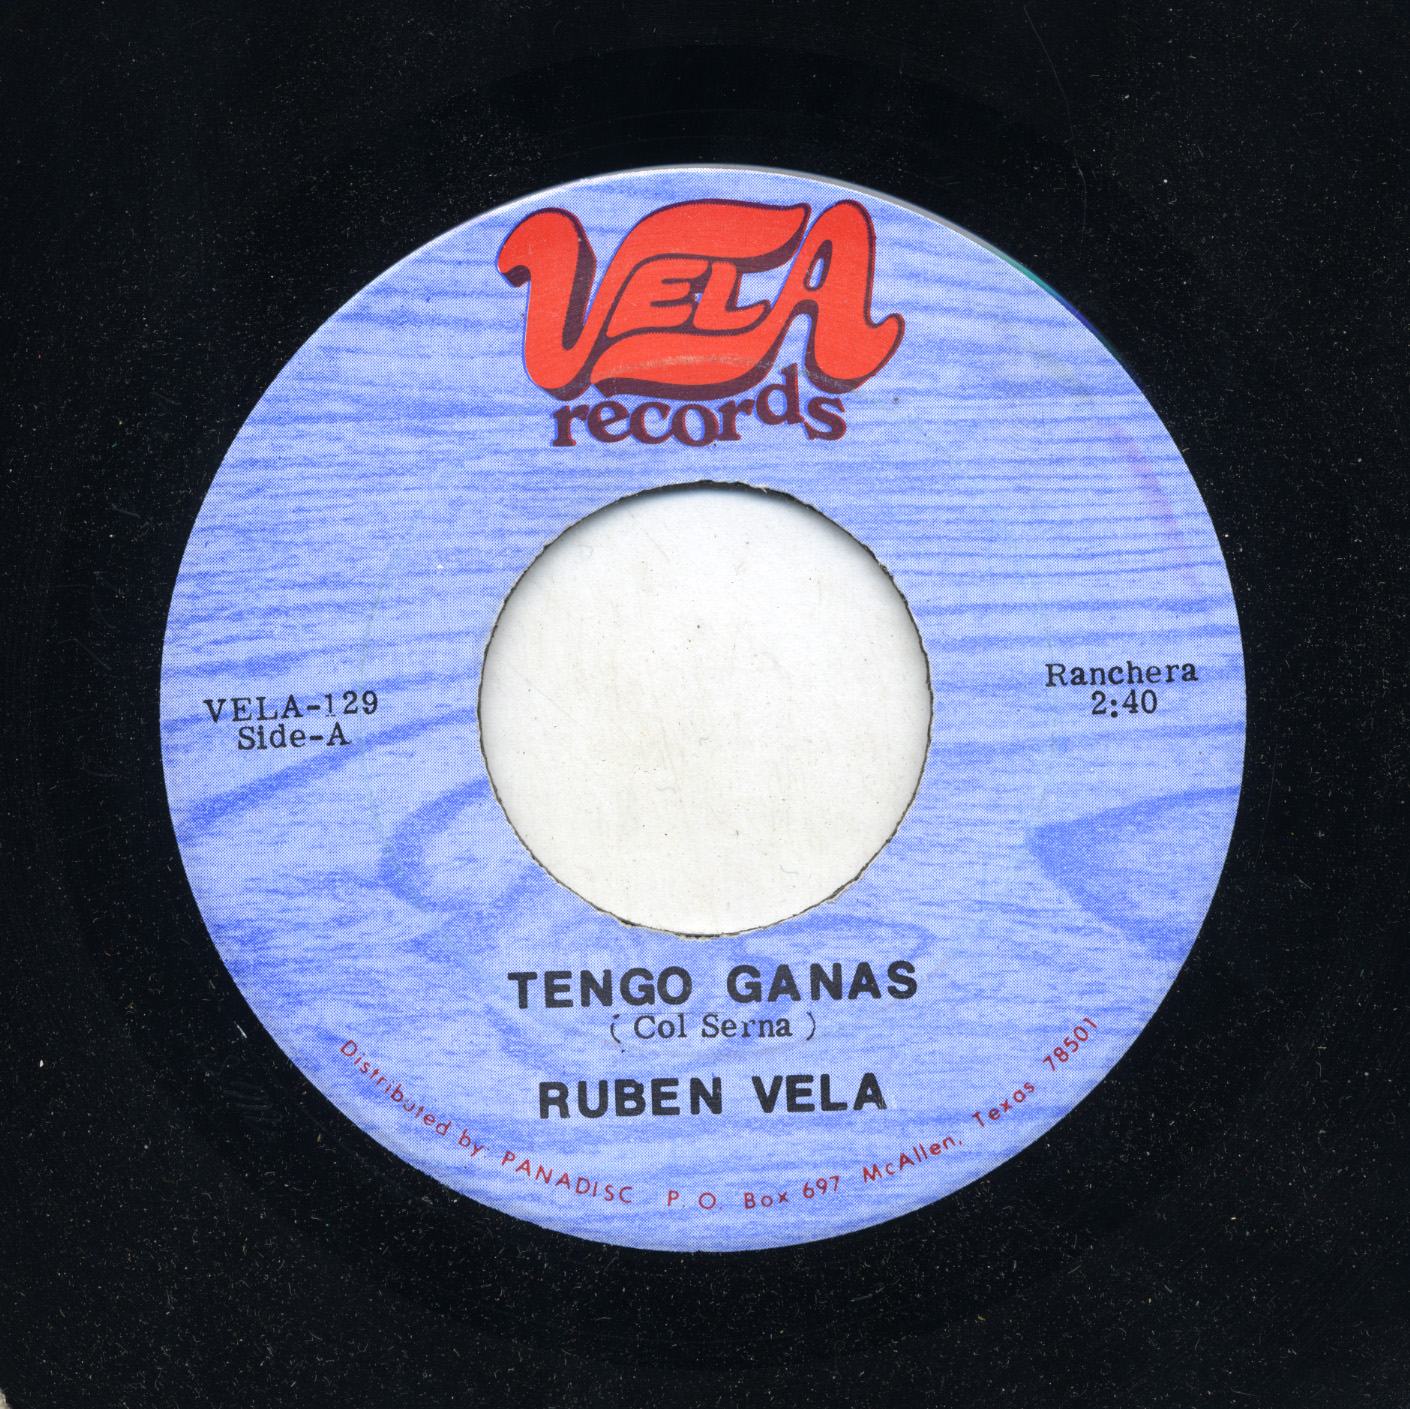 VELA
records
VELA-129
Side-A
Ranchera
2:40
TENGO GANAS
( Col Serna )
RUBEN VELA
Distributed by: PANADISC P. O. Box 697 McAllen, Texas 78501